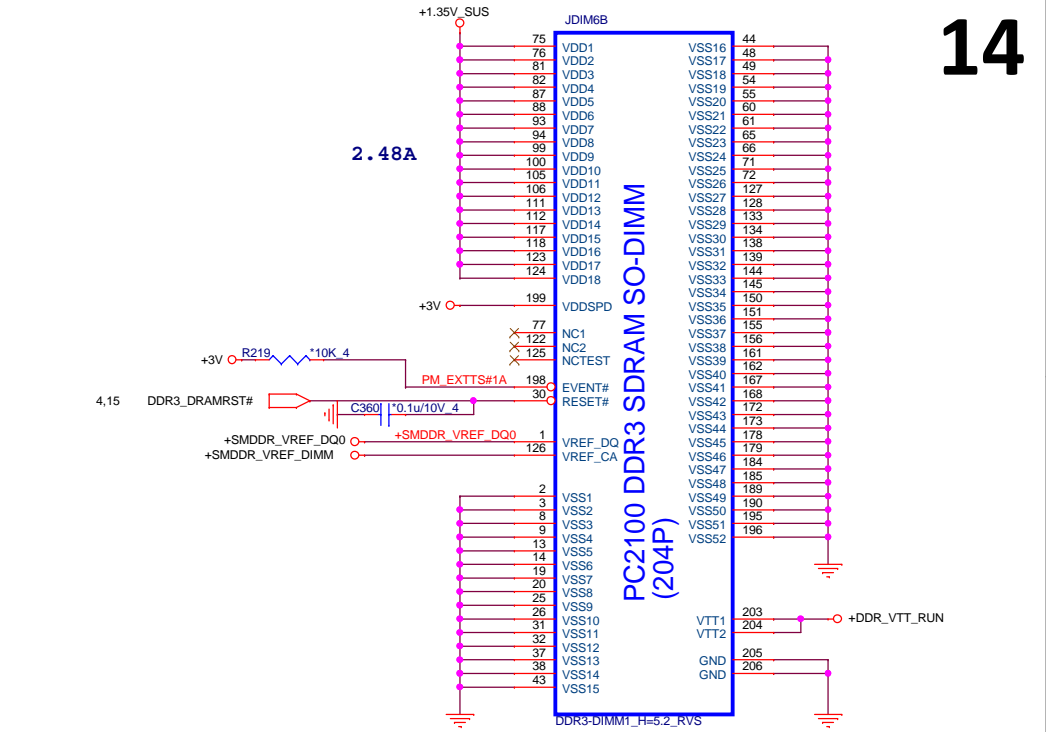 14
+1.35V_SUS
JDIM6B
2.48A
75 VDD1
76 VDD2
81 VDD3
82 VDD4
87 VDD5
88 VDD6
93 VDD7
94 VDD8
99 VDD9
100 VDD10
105 VDD11
106 VDD12
111 VDD13
112 VDD14
117 VDD15
118 VDD16
123 VDD17
124 VDD18
+3V 199 VDDSPD
77 NC1
122 NC2
125 NCTEST
+3V R219 *10K_4
PM_EXTTS#1A 198 EVENT#
4,15 DDR3_DRAMRST# 30 RESET#
C360 *0.1u/10V_4
+SMDDR_VREF_DQ0 +SMDDR_VREF_DQ0 1 VREF_DQ
+SMDDR_VREF_DIMM 126 VREF_CA
2 VSS1
3 VSS2
8 VSS3
9 VSS4
13 VSS5
14 VSS6
19 VSS7
20 VSS8
25 VSS9
26 VSS10
31 VSS11
32 VSS12
37 VSS13
38 VSS14
43 VSS15
PC2100 DDR3 SDRAM SO-DIMM
(204P)
VSS16 44
VSS17 48
VSS18 49
VSS19 54
VSS20 55
VSS21 60
VSS22 61
VSS23 65
VSS24 66
VSS25 71
VSS26 72
VSS27 127
VSS28 128
VSS29 133
VSS30 134
VSS31 138
VSS32 139
VSS33 144
VSS34 145
VSS35 150
VSS36 151
VSS37 155
VSS38 156
VSS39 161
VSS40 162
VSS41 167
VSS42 168
VSS43 172
VSS44 173
VSS45 178
VSS46 179
VSS47 184
VSS48 185
VSS49 189
VSS50 190
VSS51 195
VSS52 196
VTT1 203
VTT2 204
+DDR_VTT_RUN
GND 205
GND 206
DDR3-DIMM1_H=5.2_RVS